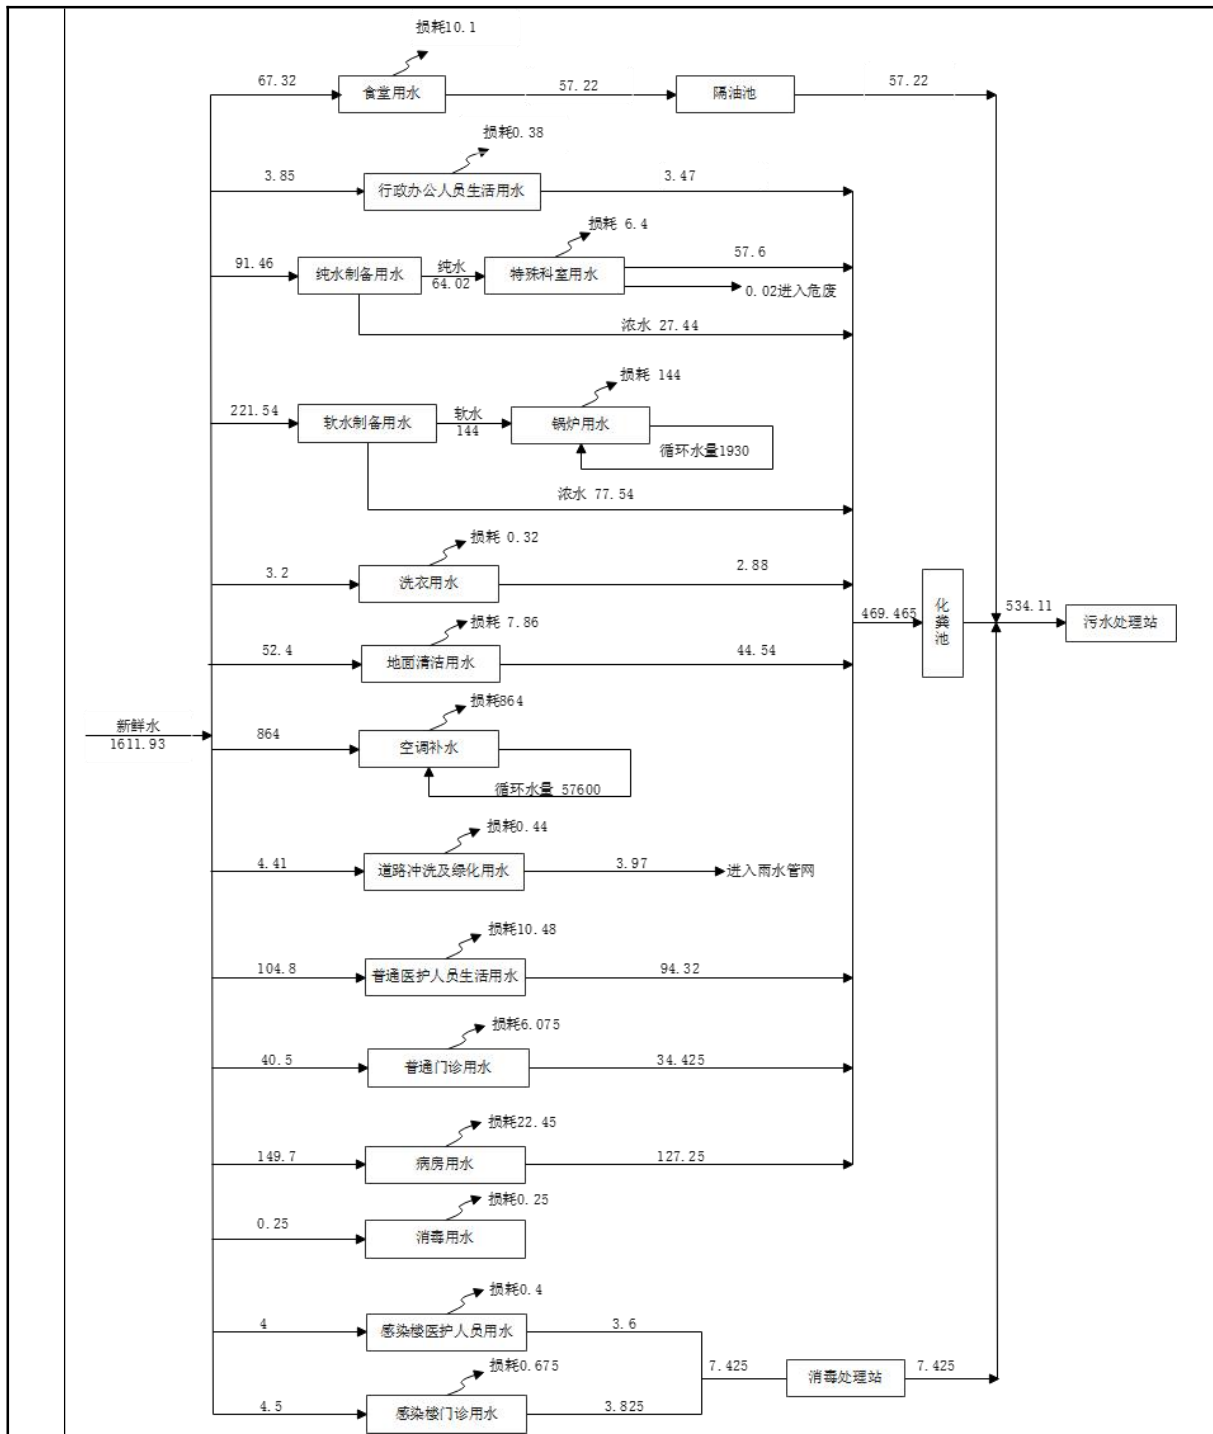 损耗10.1
67.32
食堂用水
57.22
隔油池
57.22
损耗0.38
3.85
行政办公人员生活用水
3.47
损耗 6.4
91.46
纯水制备用水
纯水
64.02
特殊科室用水
57.6
0.02进入危废
浓水 27.44
损耗 144
221.54
软水制备用水
软水
144
锅炉用水
循环水量1930
浓水 77.54
损耗 0.32
3.2
洗衣用水
2.88
469.465
化粪池
534.11
污水处理站
损耗 7.86
52.4
地面清洁用水
44.54
新鲜水
1611.93
损耗864
864
空调补水
循环水量 57600
损耗0.44
4.41
道路冲洗及绿化用水
3.97
进入雨水管网
损耗10.48
104.8
普通医护人员生活用水
94.32
损耗6.075
40.5
普通门诊用水
34.425
损耗22.45
149.7
病房用水
127.25
损耗0.25
0.25
消毒用水
损耗0.4
4
感染楼医护人员用水
3.6
7.425
消毒处理站
7.425
损耗0.675
4.5
感染楼门诊用水
3.825